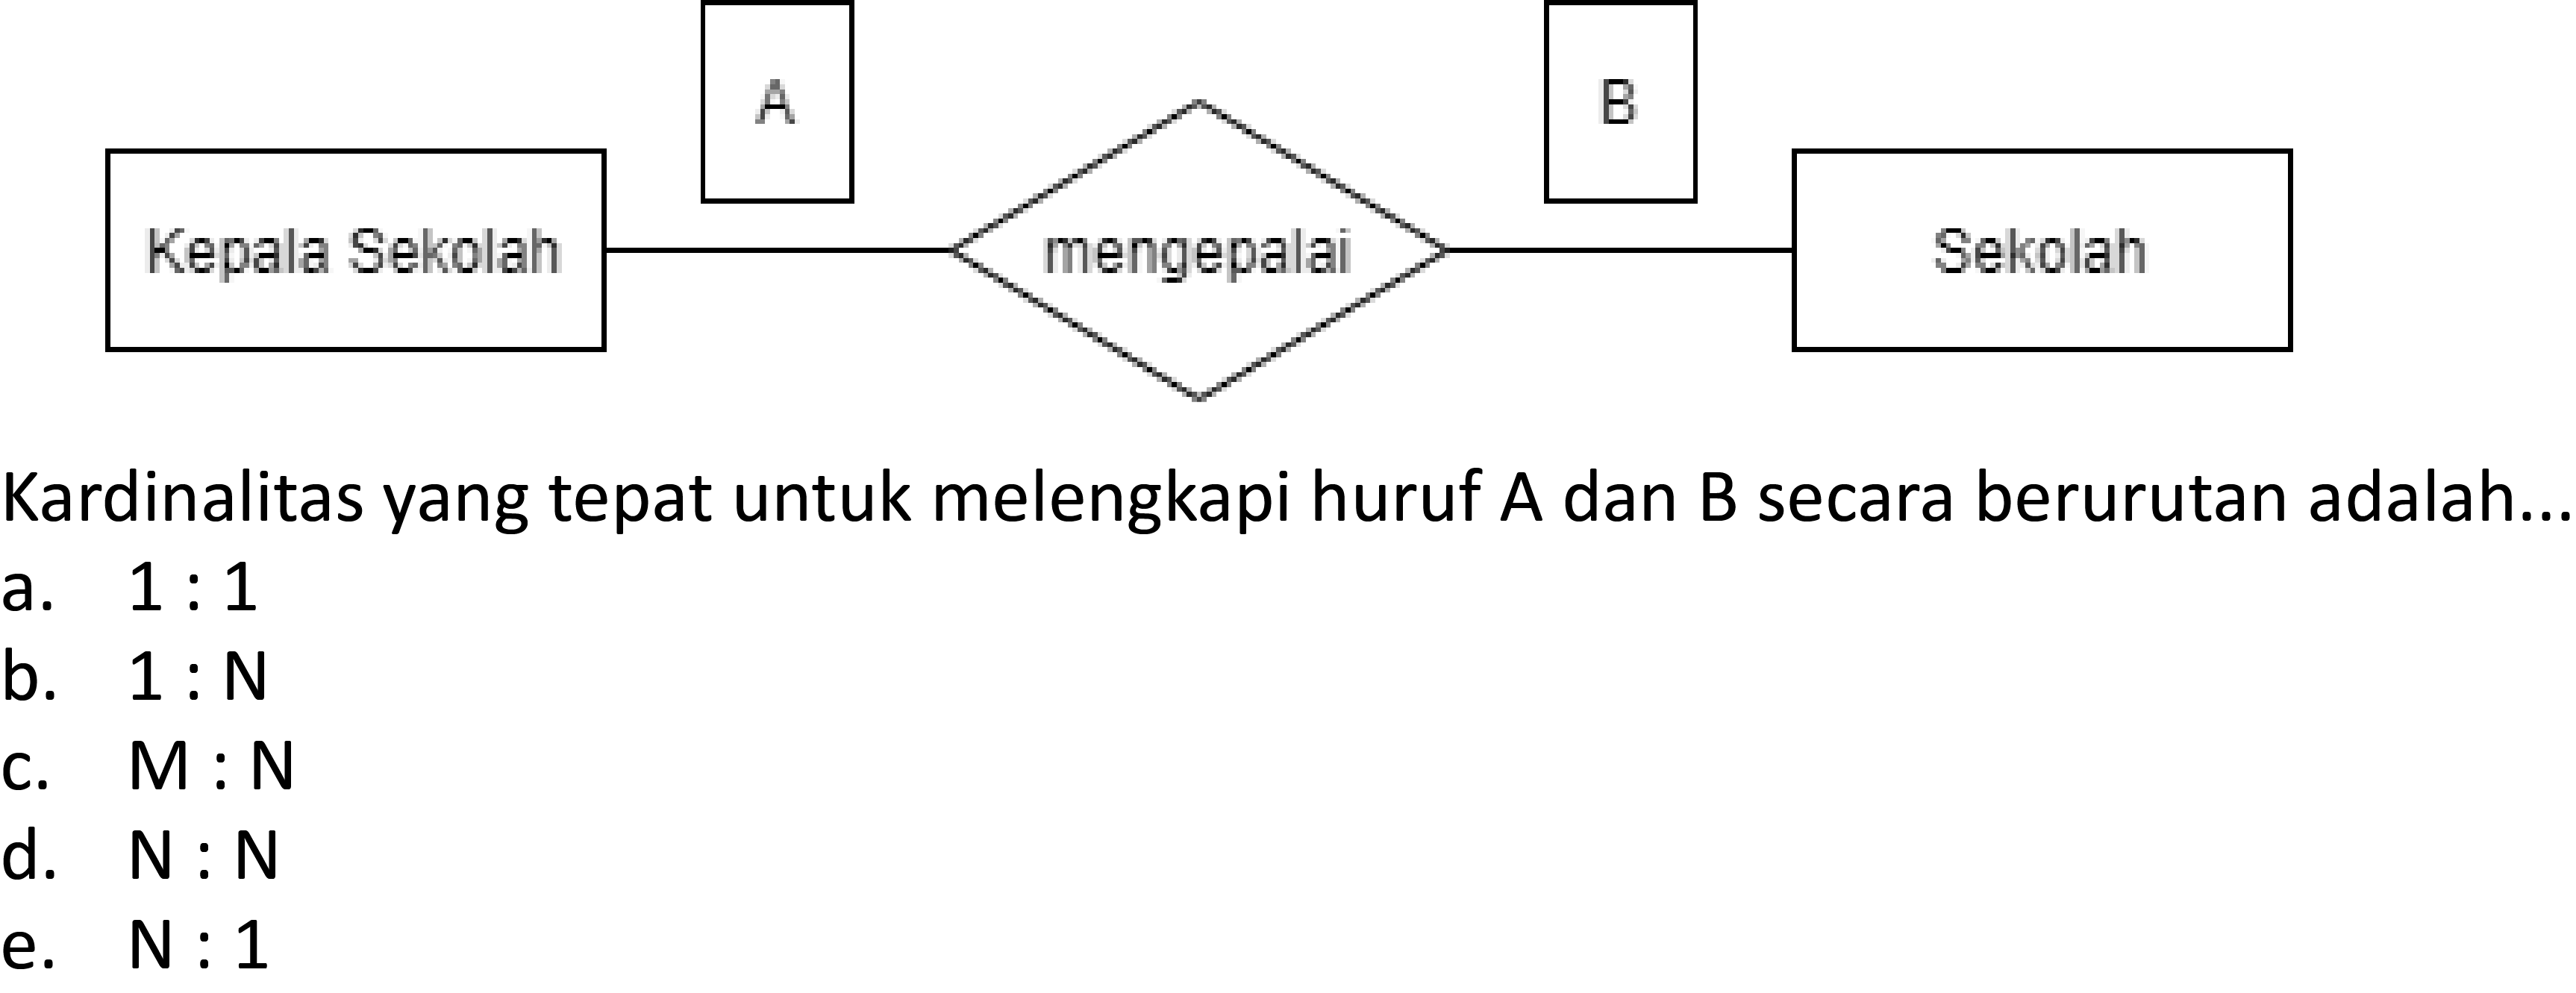 A
B
Kepala Sekolah
mengepalai
Sekolah
Kardinalitas yang tepat untuk melengkapi huruf A dan B secara berurutan adalah...
a. 1 : 1
b. 1 : N
c. M : N
d. N : N
e. N : 1